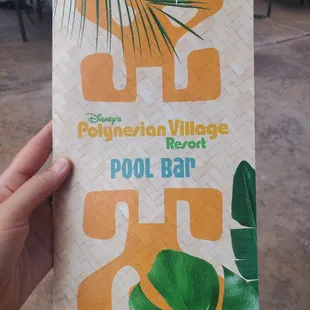 Disney's
Polynesian Village
Resort
POOL BAR